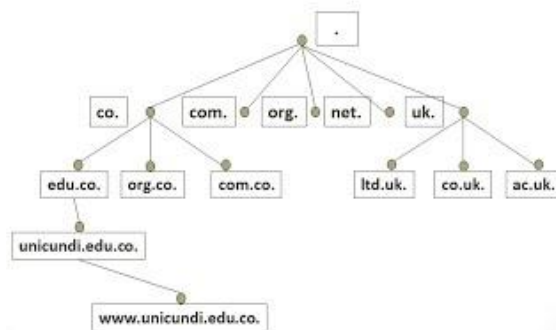 .
co.
com.
org.
net.
uk.
edu.co.
org.co.
com.co.
ltd.uk.
co.uk.
ac.uk.
unicundi.edu.co.
www.unicundi.edu.co.